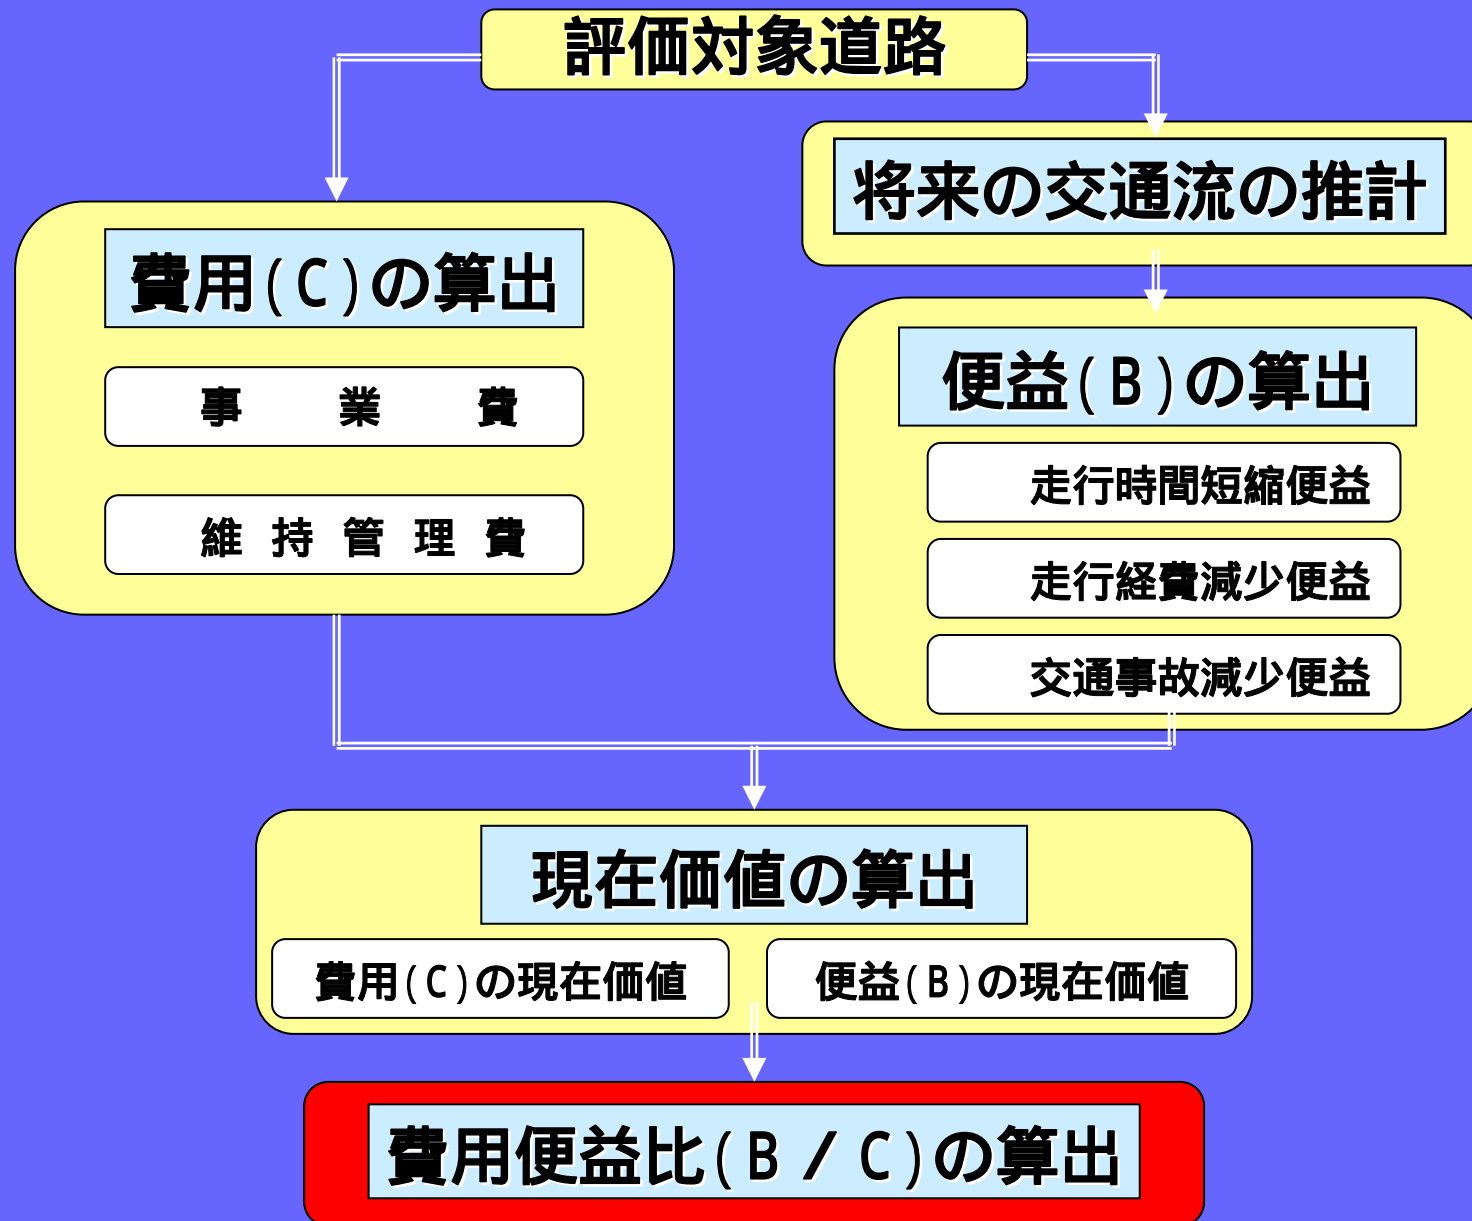 評価対象道路
将来の交通流の推計
費用(C)の算出
事　業　費
維 持 管 理 費
便益(B)の算出
走行時間短縮便益
走行経費減少便益
交通事故減少便益
現在価値の算出
費用(C)の現在価値
便益(B)の現在価値
費用便益比(B／C)の算出